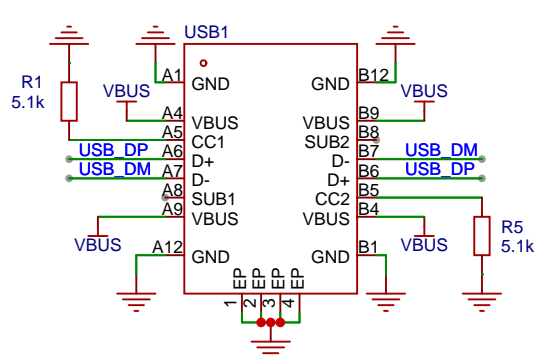 USB1
R1
5.1k
VBUS
A1 GND
A4 VBUS
A5 CC1
USB_DP A6 D+
USB_DM A7 D-
A8 SUB1
A9 VBUS
VBUS
A12 GND
GND B12
VBUS
VBUS B9
SUB2 B8
D- B7 USB_DM
D+ B6 USB_DP
CC2 B5
VBUS B4
VBUS
R5
5.1k
GND B1
EP EP EP EP
1 2 3 4